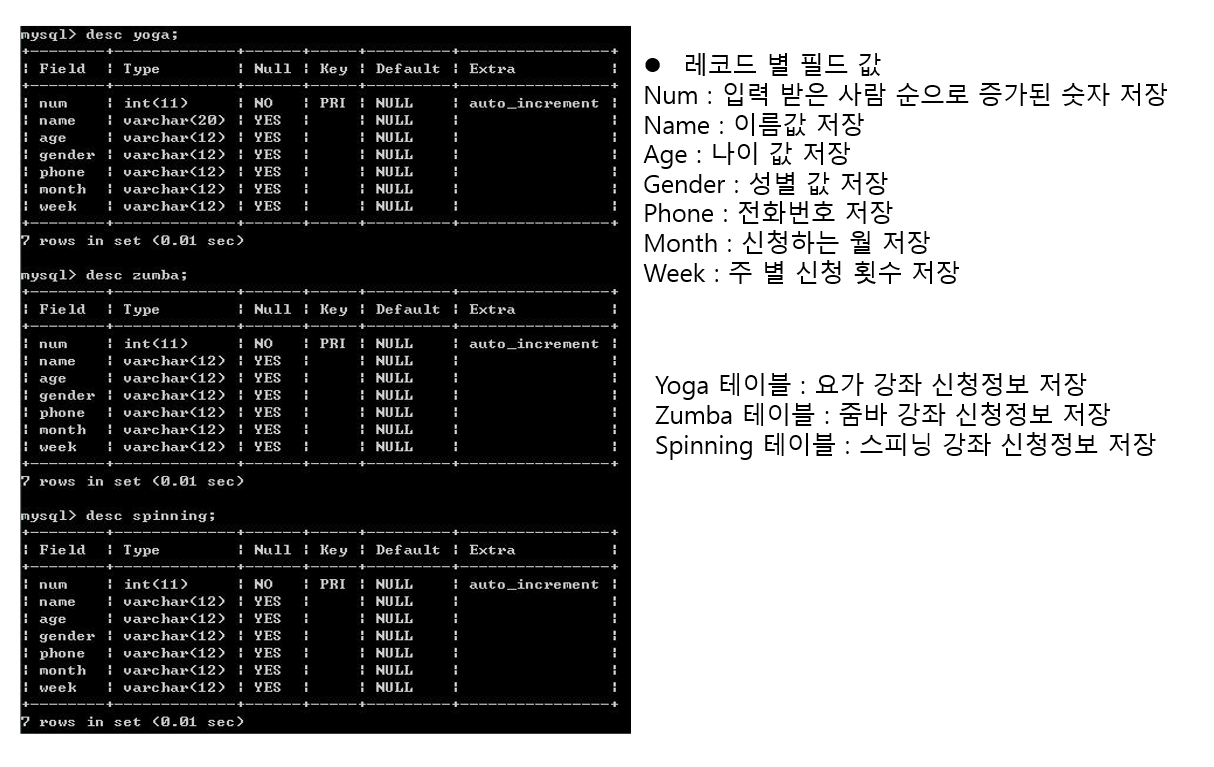 mysql> desc yoga;
+--------+-------------+------+-----+---------+----------------+
| Field | Type | Null | Key | Default | Extra |
+--------+-------------+------+-----+---------+----------------+
| num | int(11) | NO | PRI | NULL | auto_increment |
| name | varchar(20) | YES | | NULL | |
| age | varchar(12) | YES | | NULL | |
| gender | varchar(12) | YES | | NULL | |
| phone | varchar(12) | YES | | NULL | |
| month | varchar(12) | YES | | NULL | |
| week | varchar(12) | YES | | NULL | |
+--------+-------------+------+-----+---------+----------------+
7 rows in set (0.01 sec)
mysql> desc zumba;
+--------+-------------+------+-----+---------+----------------+
| Field | Type | Null | Key | Default | Extra |
+--------+-------------+------+-----+---------+----------------+
| num | int(11) | NO | PRI | NULL | auto_increment |
| name | varchar(12) | YES | | NULL | |
| age | varchar(12) | YES | | NULL | |
| gender | varchar(12) | YES | | NULL | |
| phone | varchar(12) | YES | | NULL | |
| month | varchar(12) | YES | | NULL | |
| week | varchar(12) | YES | | NULL | |
+--------+-------------+------+-----+---------+----------------+
7 rows in set (0.01 sec)
mysql> desc spinning;
+--------+-------------+------+-----+---------+----------------+
| Field | Type | Null | Key | Default | Extra |
+--------+-------------+------+-----+---------+----------------+
| num | int(11) | NO | PRI | NULL | auto_increment |
| name | varchar(12) | YES | | NULL | |
| age | varchar(12) | YES | | NULL | |
| gender | varchar(12) | YES | | NULL | |
| phone | varchar(12) | YES | | NULL | |
| month | varchar(12) | YES | | NULL | |
| week | varchar(12) | YES | | NULL | |
+--------+-------------+------+-----+---------+----------------+
7 rows in set (0.01 sec)
● 레코드 별 필드 값
Num : 입력 받은 사람 순으로 증가된 숫자 저장
Name : 이름값 저장
Age : 나이 값 저장
Gender : 성별 값 저장
Phone : 전화번호 저장
Month : 신청하는 월 저장
Week : 주 별 신청 횟수 저장
Yoga 테이블 : 요가 강좌 신청정보 저장
Zumba 테이블 : 줌바 강좌 신청정보 저장
Spinning 테이블 : 스피닝 강좌 신청정보 저장